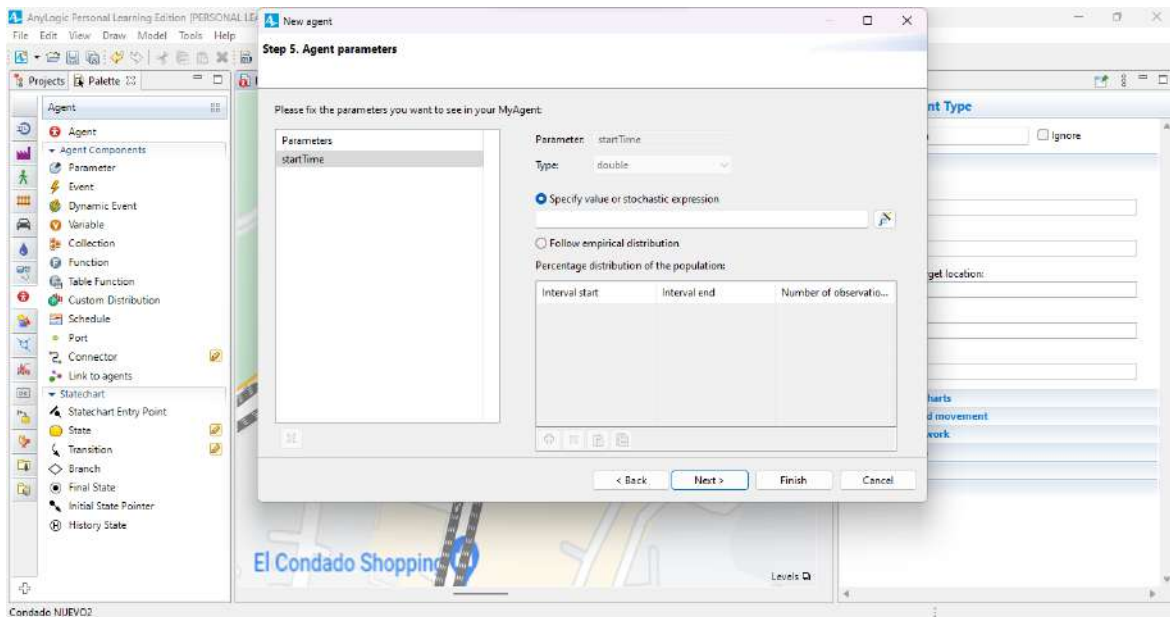 AnyLogic Personal Learning Edition [PERSONAL LE
File Edit View Draw Model Tools Help
Projects Palette
Agent
Agent
Agent Components
Parameter
Event
Dynamic Event
Variable
Collection
Function
Table Function
Custom Distribution
Schedule
Port
Connector
Link to agents
Statechart
Statechart Entry Point
State
Transition
Branch
Final State
Initial State Pointer
History State
Condado NUEVO2
New agent
Step 5. Agent parameters
Please fix the parameters you want to see in your MyAgent:
Parameters
startTime
Parameter: startTime
Type: double
Specify value or stochastic expression
Follow empirical distribution
Percentage distribution of the population:
Interval start Interval end Number of observatio...
< Back Next > Finish Cancel
El Condado Shopping
Levels
nt Type
Ignore
get location:
harts
d movement
work